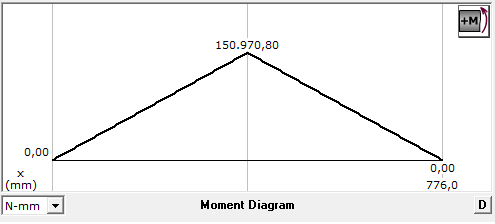 +M
150.970,80
0,00
0,00
x
(mm)
776,0
N-mm
Moment Diagram
D